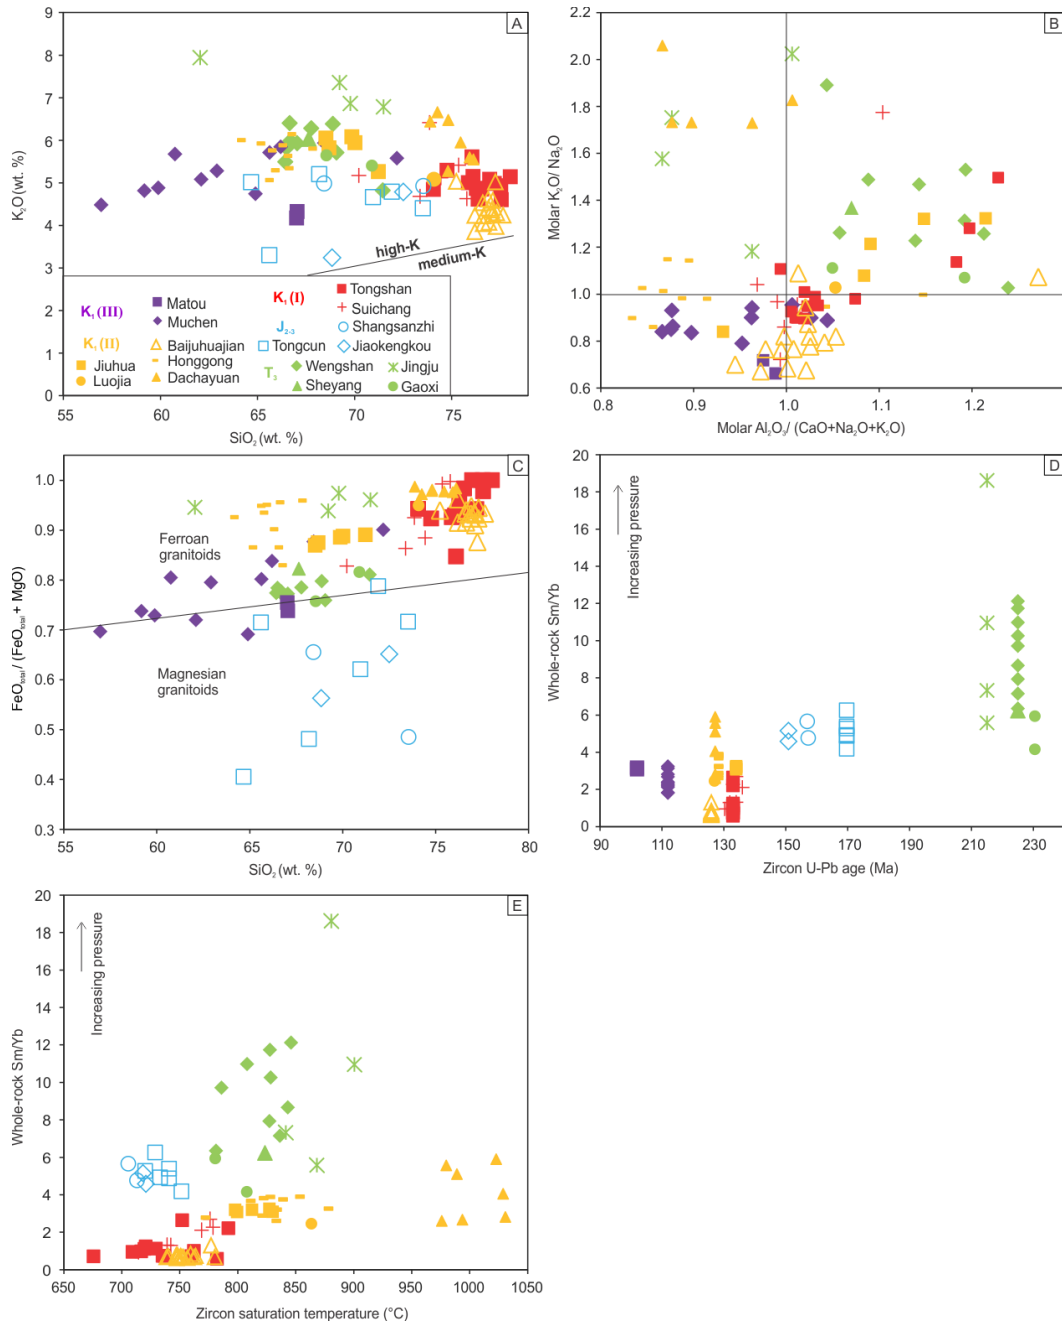 A
9
8
7
6
5
4
3
2
1
0
K₂O (wt. %)
high-K
medium-K
K₁ (III)
Matou
Muchen
K₁ (II)
Jiuhua
Luojia
Baijuhuajian
Honggong
Dachayuan
K₁ (I)
Tongshan
Suichang
J₂₋₃
Tongcun
Shangsanzhi
Jiaokengkou
T₃
Wengshan
Sheyang
Jingju
Gaoxi
55 60 65 70 75
SiO₂ (wt. %)
B
2.2
2.0
1.8
1.6
1.4
1.2
1.0
0.8
0.6
Molar K₂O/ Na₂O
0.8 0.9 1.0 1.1 1.2
Molar Al₂O₃/ (CaO+Na₂O+K₂O)
C
1.0
0.9
0.8
0.7
0.6
0.5
0.4
0.3
FeO total / (FeO total + MgO)
Ferroan
granitoids
Magnesian
granitoids
55 60 65 70 75 80
SiO₂ (wt. %)
D
20
18
16
14
12
10
8
6
4
2
0
Whole-rock Sm/Yb
Increasing pressure
90 110 130 150 170 190 210 230
Zircon U-Pb age (Ma)
E
20
18
16
14
12
10
8
6
4
2
0
Whole-rock Sm/Yb
Increasing pressure
650 700 750 800 850 900 950 1000 1050
Zircon saturation temperature (°C)